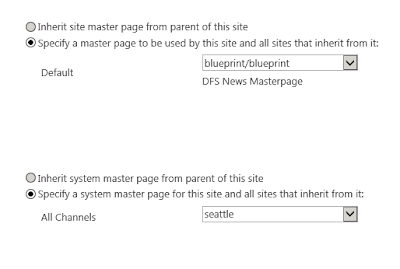 Inherit site master page from parent of this site
Specify a master page to be used by this site and all sites that inherit from it:
Default
blueprint/blueprint
DFS News Masterpage
Inherit system master page from parent of this site
Specify a system master page for this site and all sites that inherit from it:
All Channels
seattle